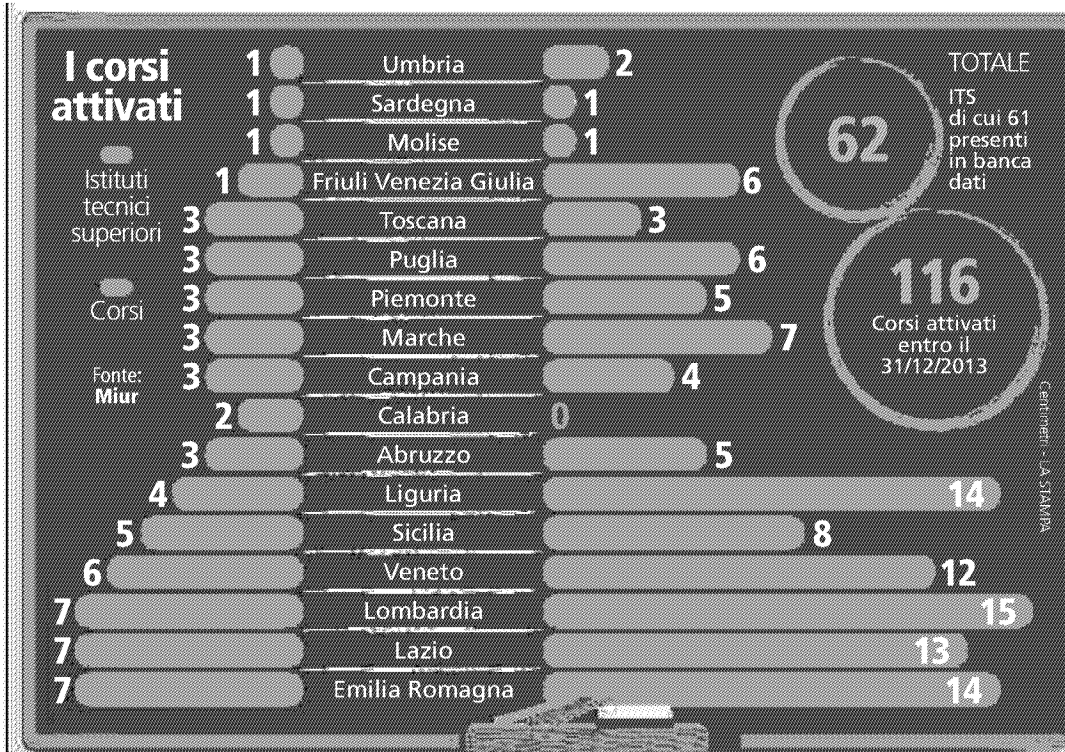 I corsi
attivati
Istituti
tecnici
superiori
Corsi
Fonte:
Miur
1 Umbria 2
1 Sardegna 1
1 Molise 1
1 Friuli Venezia Giulia 6
3 Toscana 3
3 Puglia 6
3 Piemonte 5
3 Marche 7
3 Campania 4
2 Calabria 0
3 Abruzzo 5
4 Liguria 14
5 Sicilia 8
6 Veneto 12
7 Lombardia 15
7 Lazio 13
7 Emilia Romagna 14
TOTALE
62
ITS
di cui 61
presenti
in banca
dati
116
Corsi attivati
entro il
31/12/2013
Centimetri - LA STAMPA